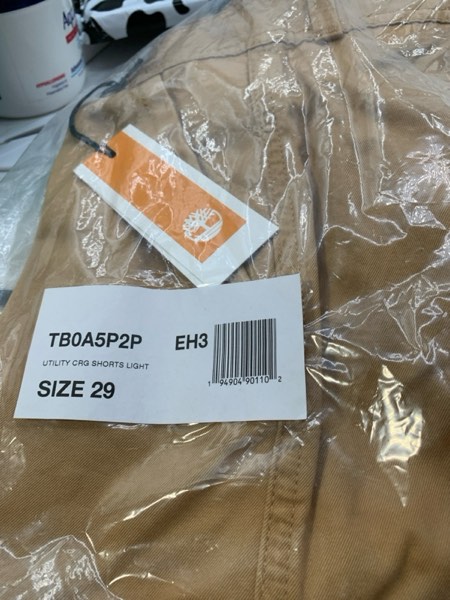 TB0A5P2P EH3
UTILITY CRG SHORTS LIGHT
SIZE 29
1 94904 90110 2